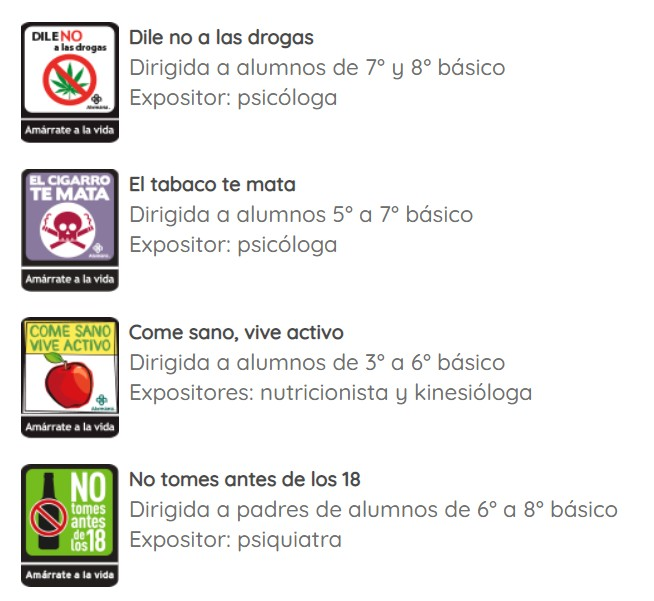 DILE NO
a las drogas
Alemana.
Amárrate a la vida
Dile no a las drogas
Dirigida a alumnos de 7° y 8° básico
Expositor: psicóloga
EL CIGARRO
TE MATA
Alemana.
Amárrate a la vida
El tabaco te mata
Dirigida a alumnos 5° a 7° básico
Expositor: psicóloga
COME SANO
VIVE ACTIVO
Alemana.
Amárrate a la vida
Come sano, vive activo
Dirigida a alumnos de 3° a 6° básico
Expositores: nutricionista y kinesióloga
NO
tomes
antes
de
los 18
Amárrate a la vida
No tomes antes de los 18
Dirigida a padres de alumnos de 6° a 8° básico
Expositor: psiquiatra